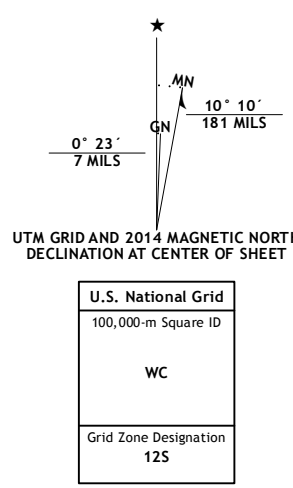 ★
MN
GN
0° 23´
7 MILS
10° 10´
181 MILS
UTM GRID AND 2014 MAGNETIC NORTH
DECLINATION AT CENTER OF SHEET
U.S. National Grid
100,000-m Square ID
WC
Grid Zone Designation
12S